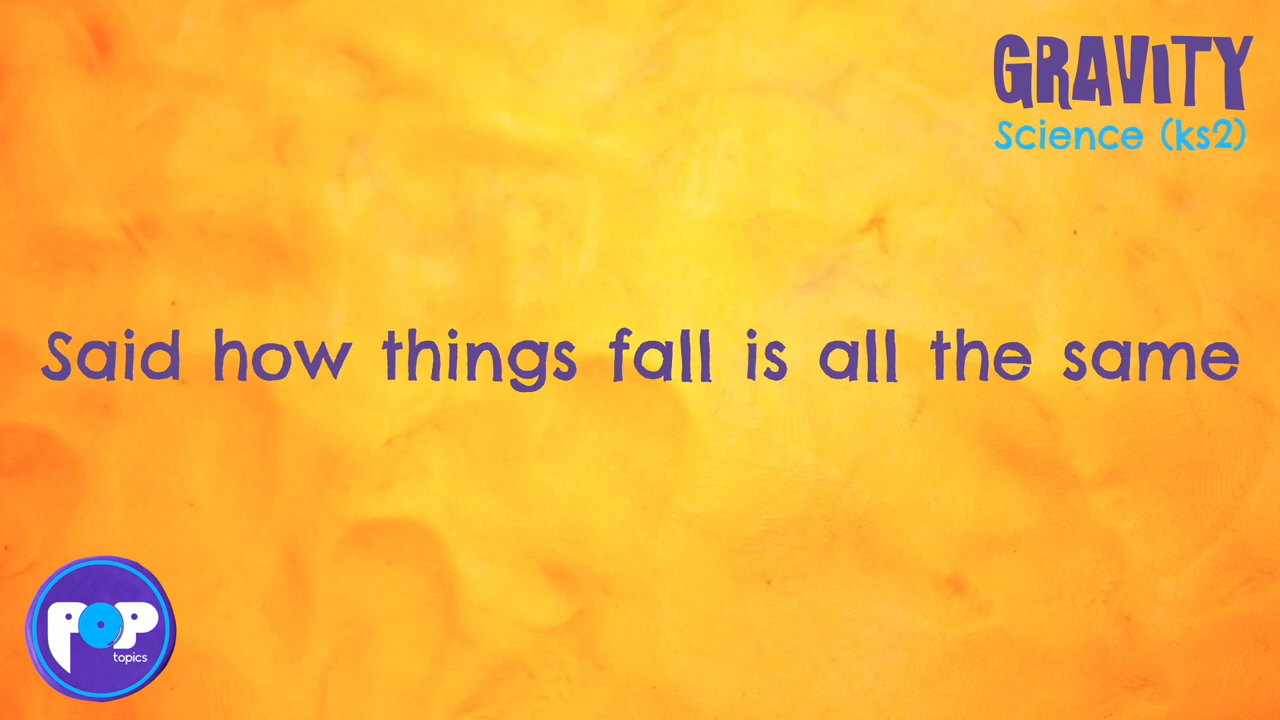 GRAVITY
Science (ks2)
Said how things fall is all the same
POP
topics